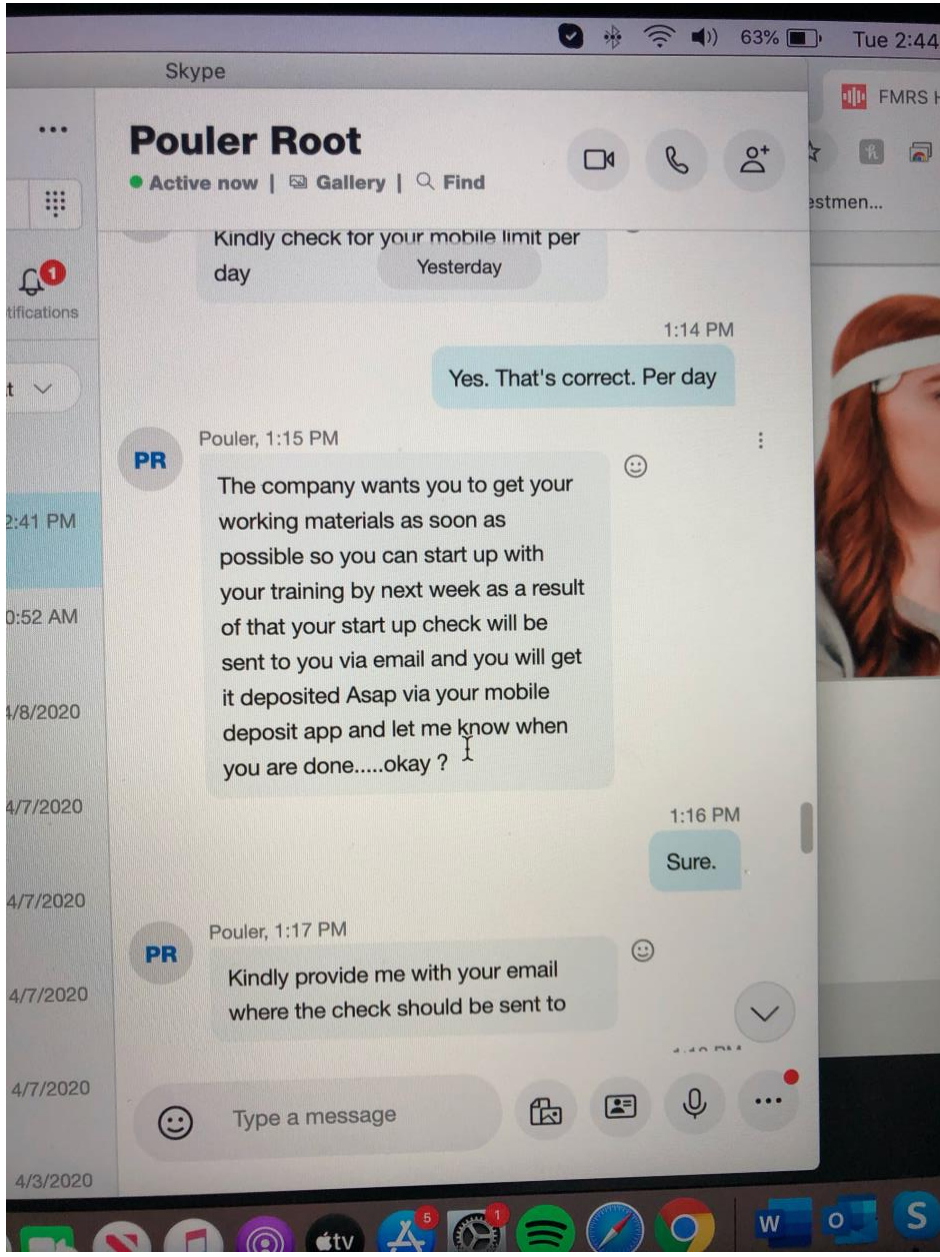 63%
Tue 2:44
Skype
FMRS H
Pouler Root
Active now | Gallery | Find
estmen...
Kindly check for your mobile limit per
day
Yesterday
1
tifications
1:14 PM
t
Yes. That's correct. Per day
Pouler, 1:15 PM
PR
The company wants you to get your
working materials as soon as
possible so you can start up with
your training by next week as a result
of that your start up check will be
sent to you via email and you will get
it deposited Asap via your mobile
deposit app and let me know when
you are done.....okay ?
2:41 PM
0:52 AM
4/8/2020
4/7/2020
1:16 PM
Sure.
4/7/2020
Pouler, 1:17 PM
PR
Kindly provide me with your email
where the check should be sent to
4/7/2020
4/7/2020
Type a message
4/3/2020
5
1
tv
W
O
S